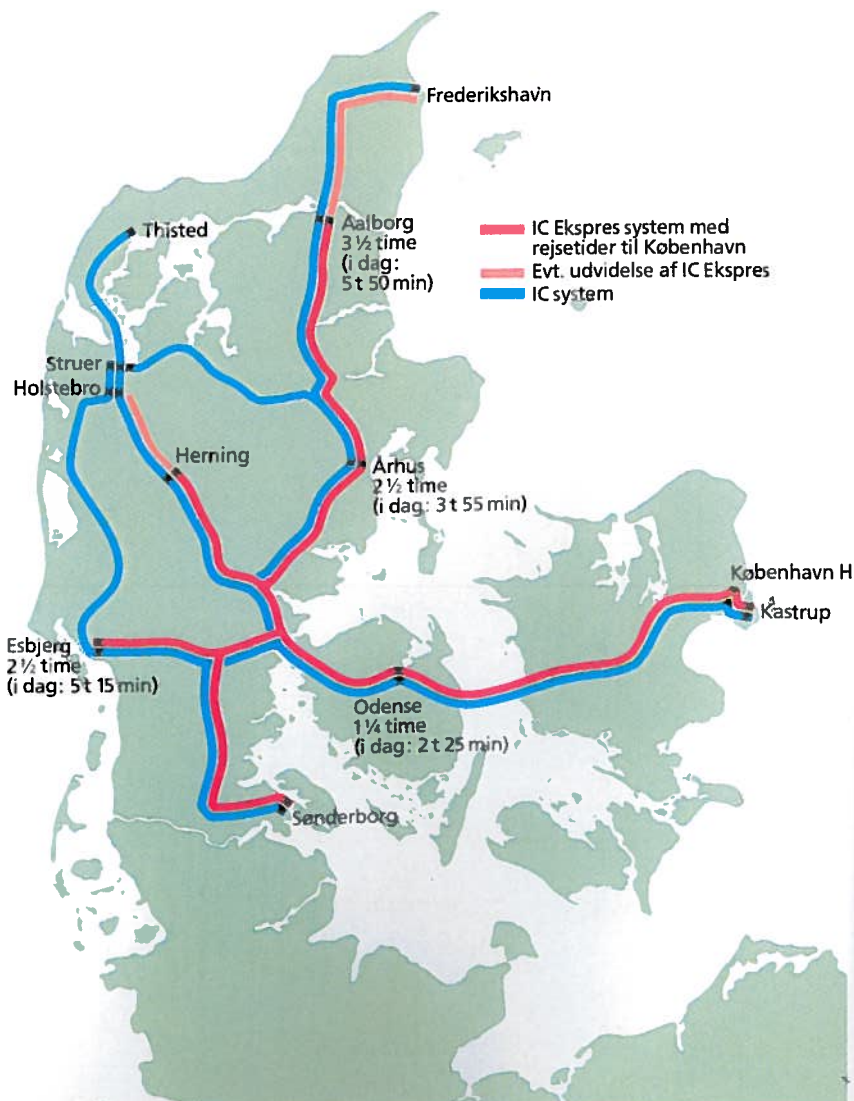 Frederikshavn
Thisted
Aalborg
3 ½ time
(i dag:
5 t 50 min)
IC Ekspres system med
rejsetider til København
Evt. udvidelse af IC Ekspres
IC system
Struer
Holstebro
Herning
Århus
2 ½ time
(i dag: 3 t 55 min)
København H
Kastrup
Esbjerg
2 ½ time
(i dag: 5 t 15 min)
Odense
1 ¼ time
(i dag: 2 t 25 min)
Sønderborg